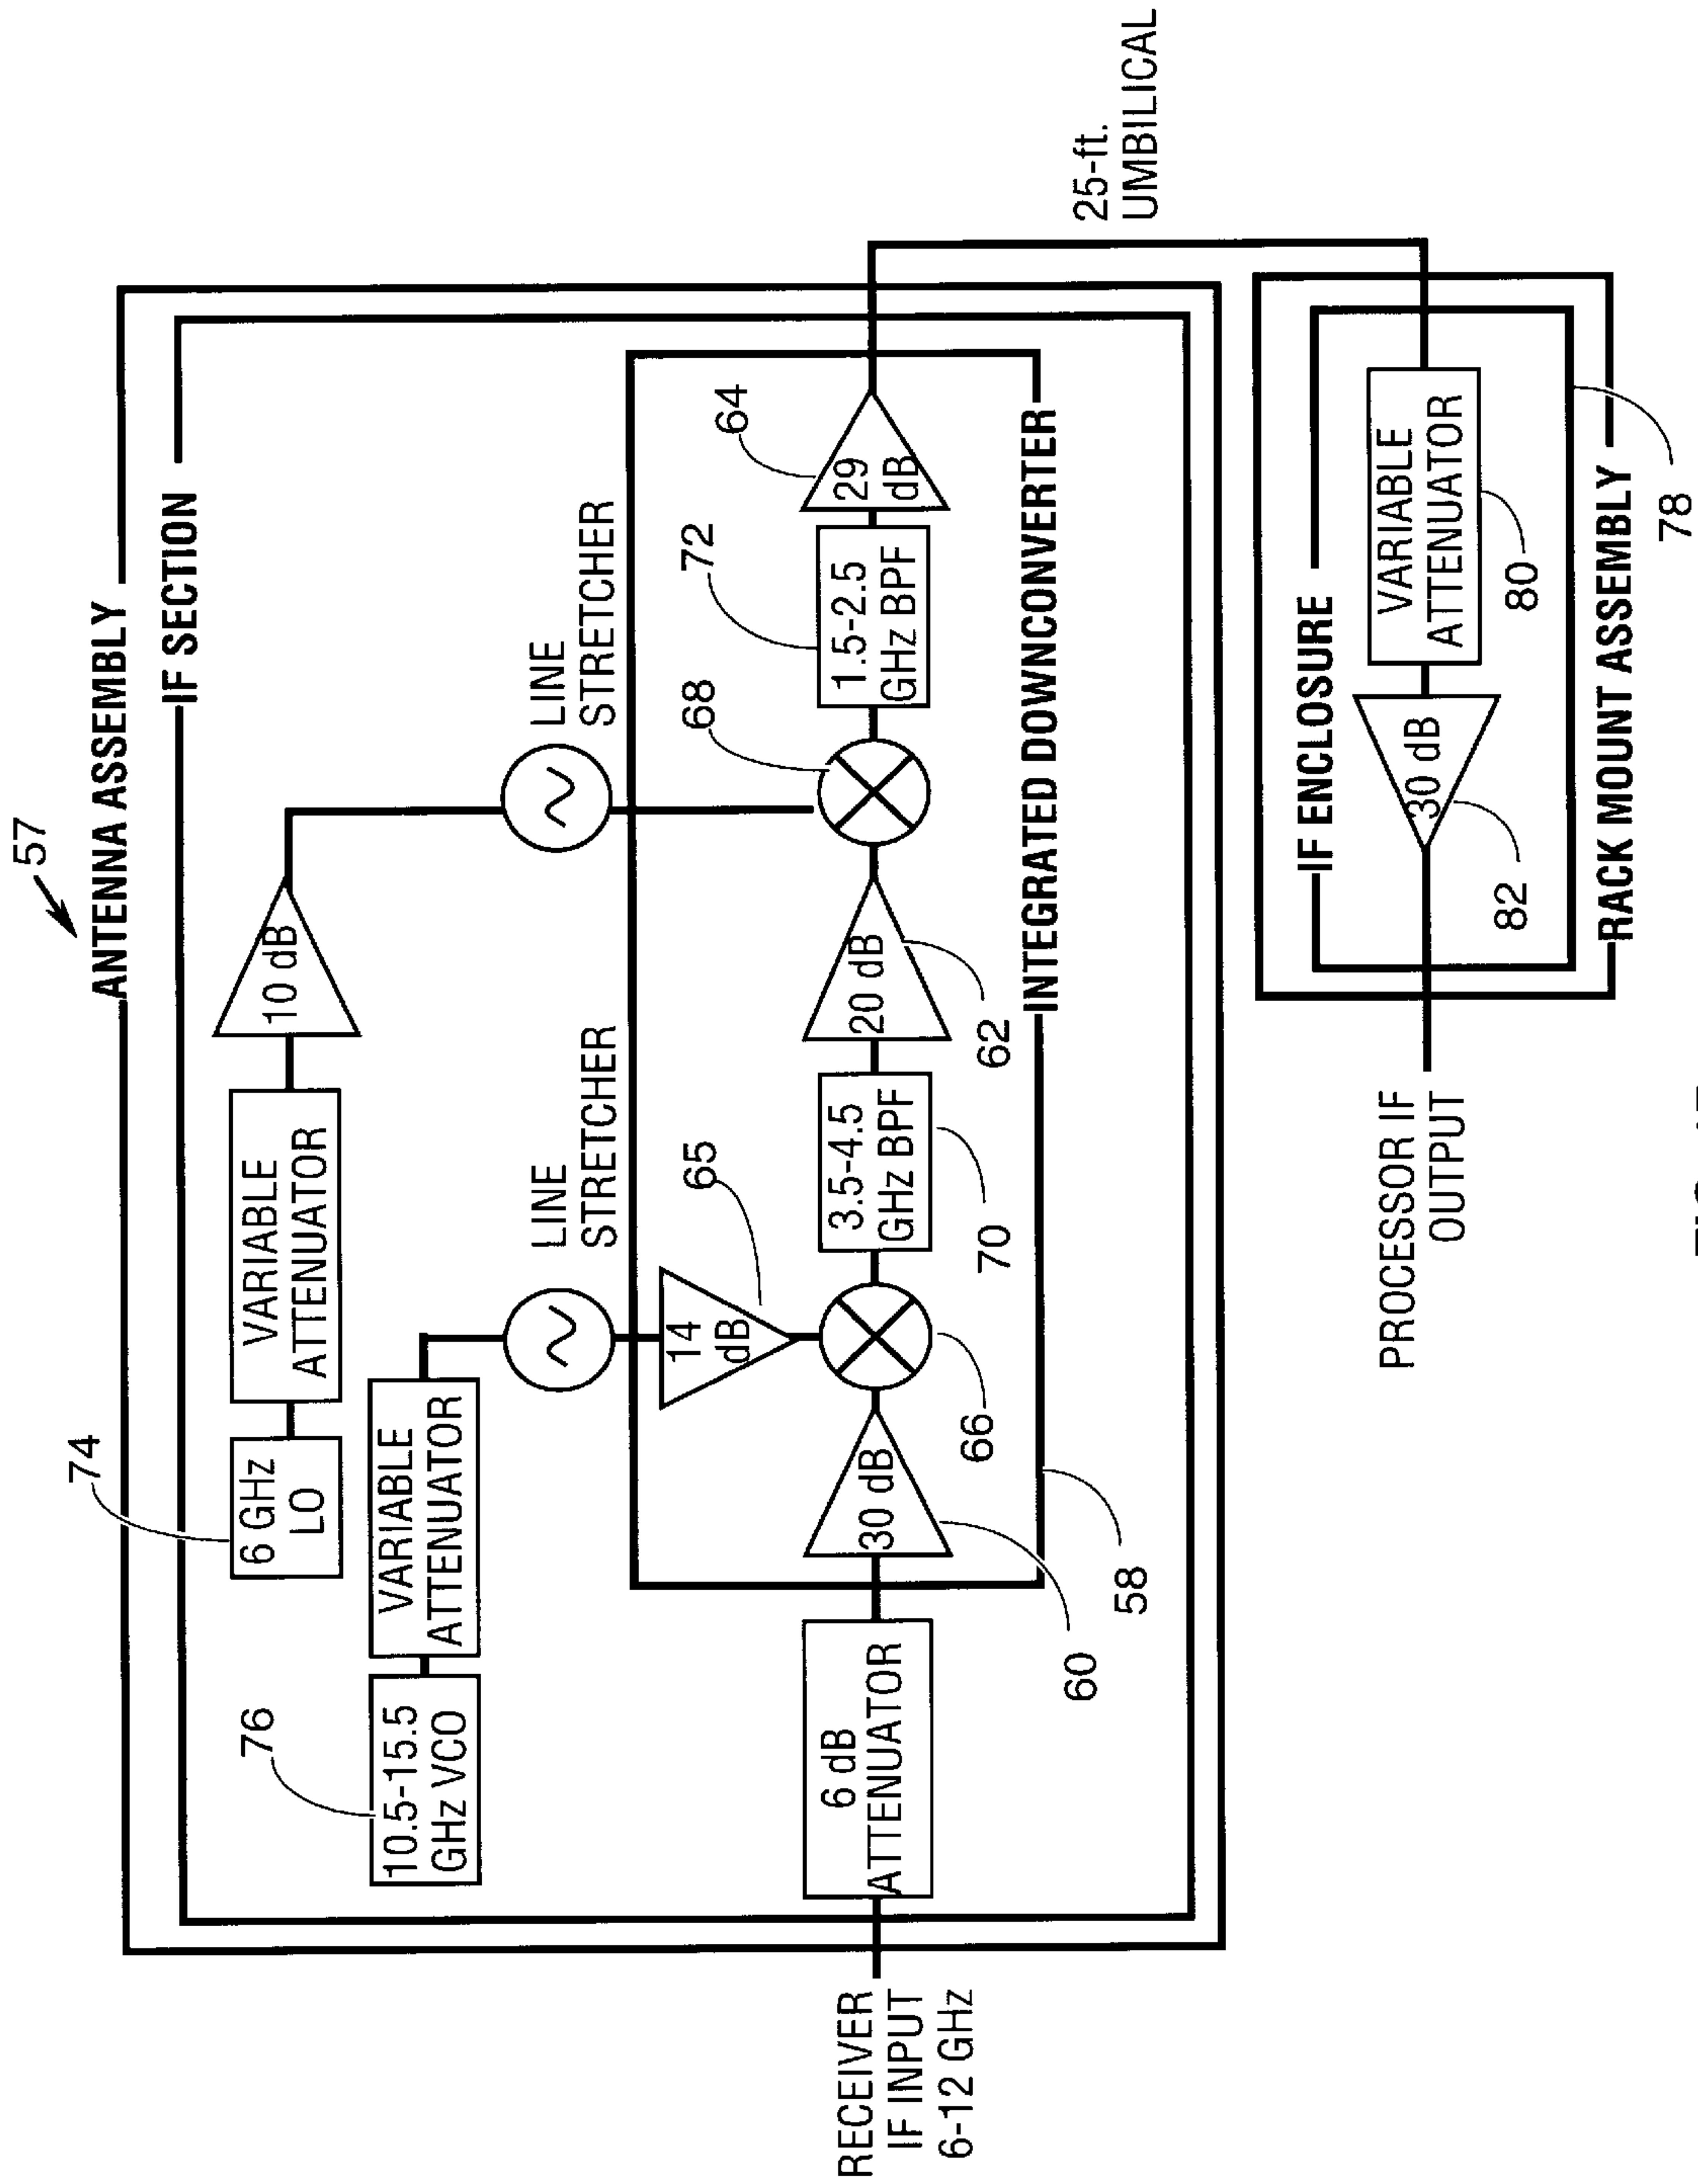 57
ANTENNA ASSEMBLY
IF SECTION
74
6 GHz
LO
VARIABLE
ATTENUATOR
10 dB
76
10.5-15.5
GHz VCO
VARIABLE
ATTENUATOR
LINE
STRETCHER
LINE
STRETCHER
14
dB
65
68
72
64
RECEIVER
IF INPUT
6-12 GHz
6 dB
ATTENUATOR
30 dB
3.5-4.5
GHz BPF
20 dB
1.5-2.5
GHz BPF
29
dB
60
66
70
62
58
INTEGRATED DOWNCONVERTER
25-ft.
UMBILICAL
IF ENCLOSURE
PROCESSOR IF
OUTPUT
30 dB
VARIABLE
ATTENUATOR
82
80
RACK MOUNT ASSEMBLY
78